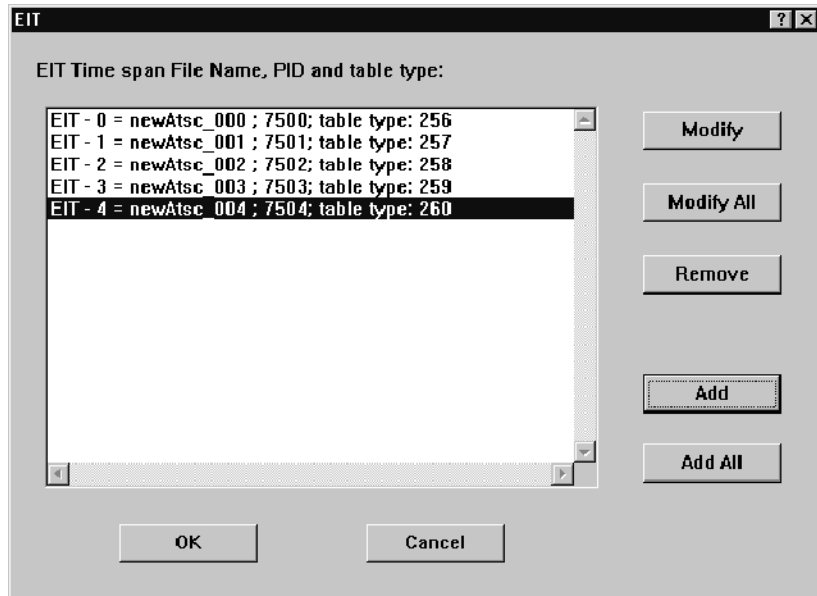 EIT
EIT Time span File Name, PID and table type:
EIT - 0 = newAtsc_000 ; 7500; table type: 256
EIT - 1 = newAtsc_001 ; 7501; table type: 257
EIT - 2 = newAtsc_002 ; 7502; table type: 258
EIT - 3 = newAtsc_003 ; 7503; table type: 259
EIT - 4 = newAtsc_004 ; 7504; table type: 260
Modify
Modify All
Remove
Add
Add All
OK
Cancel